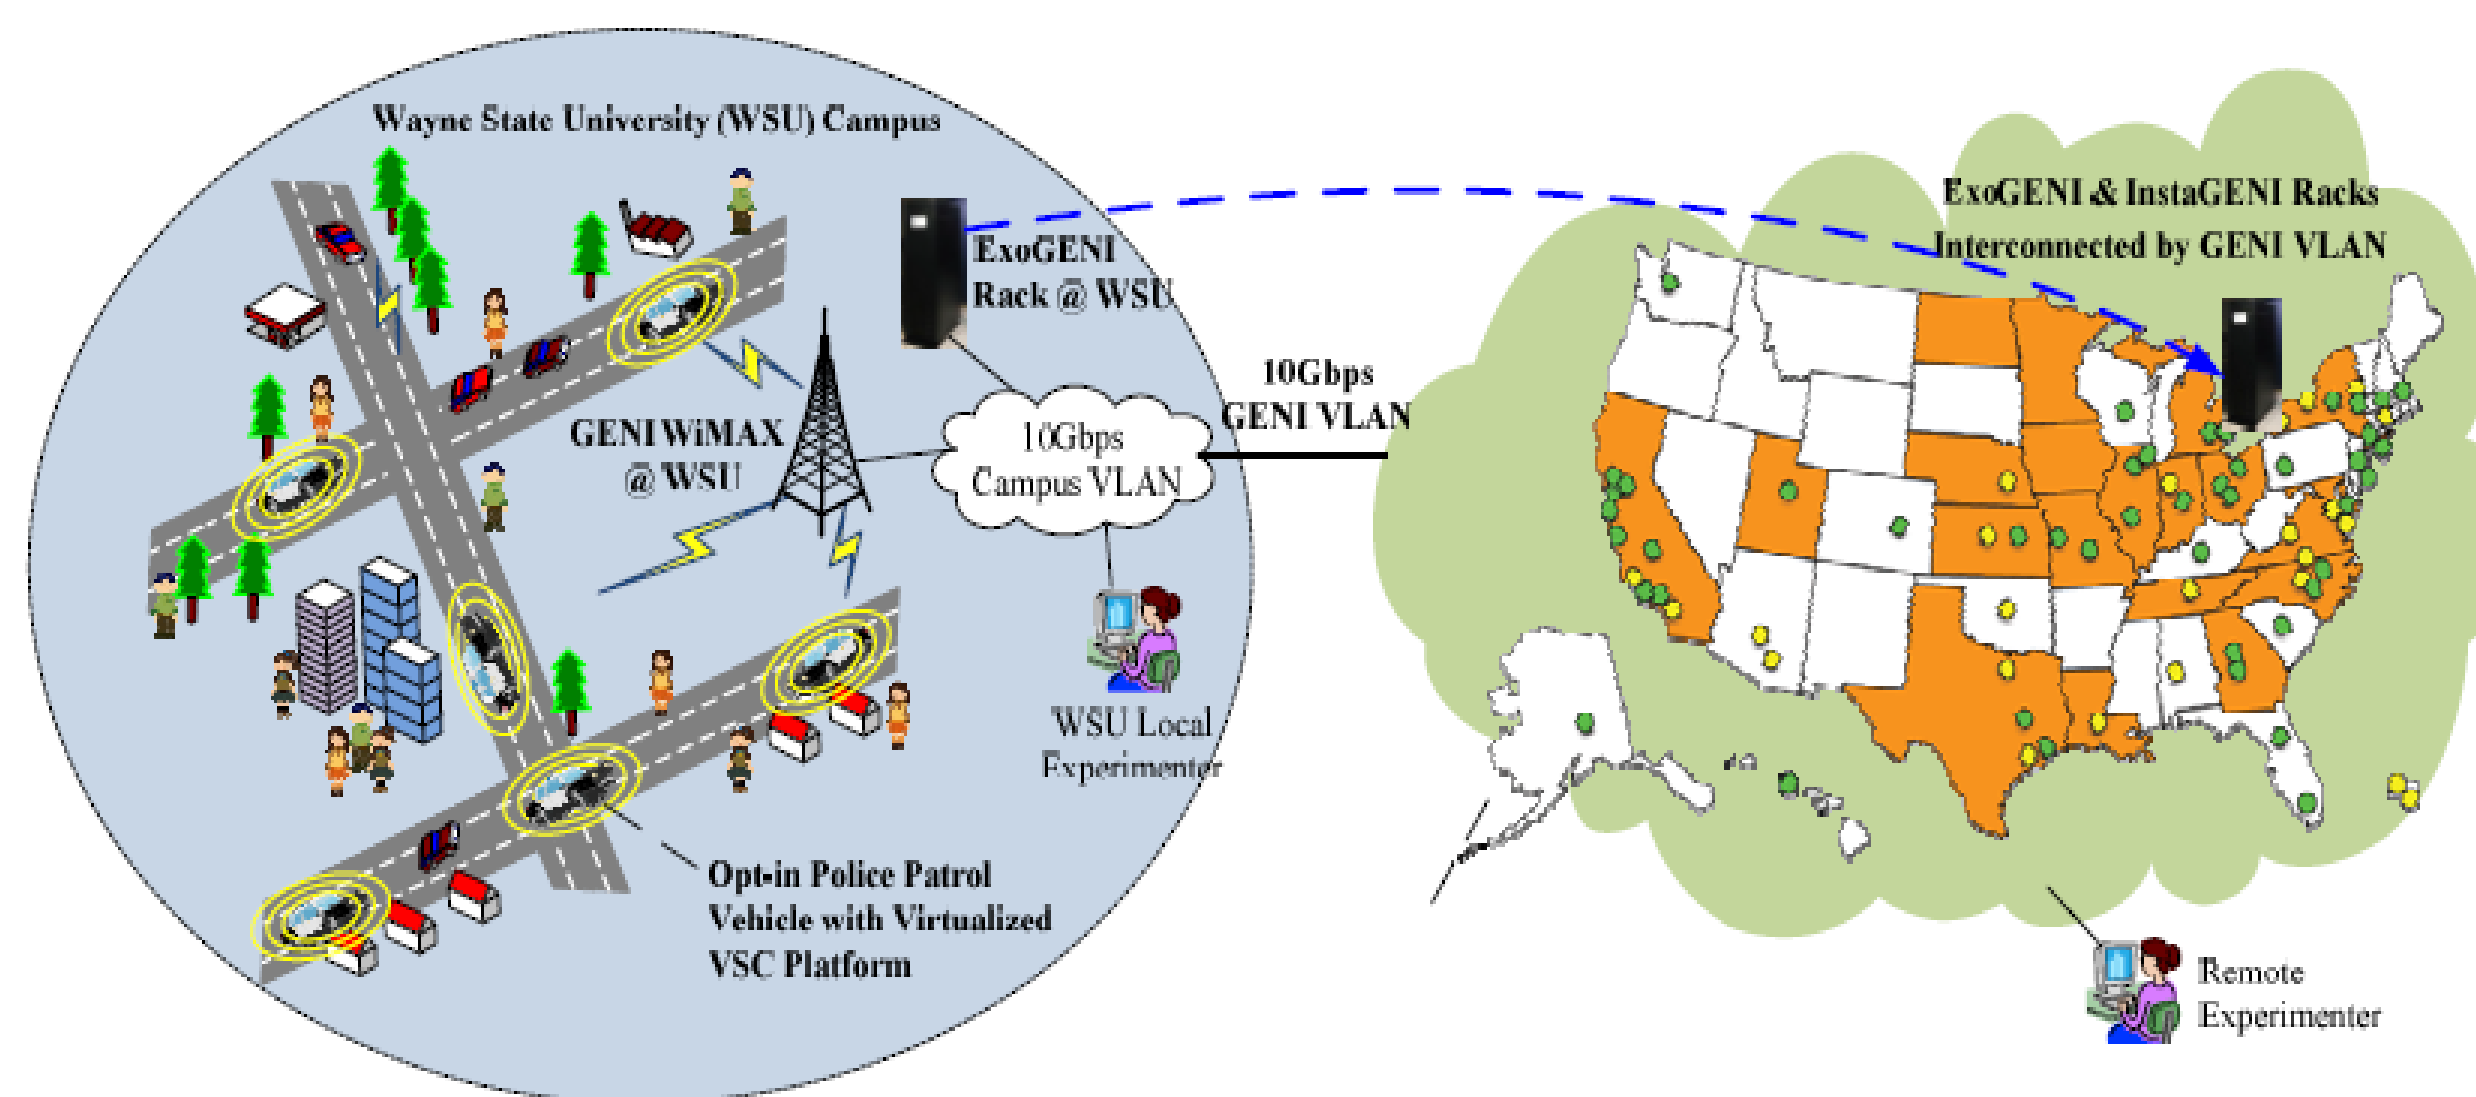 Wayne State University (WSU) Campus
ExoGENI
Rack @ WSU
GENI WiMAX
@ WSU
10Gbps
Campus VLAN
10Gbps
GENI VLAN
WSU Local
Experimenter
Opt-in Police Patrol
Vehicle with Virtualized
VSC Platform
ExoGENI & InstaGENI Racks
Interconnected by GENI VLAN
Remote
Experimenter